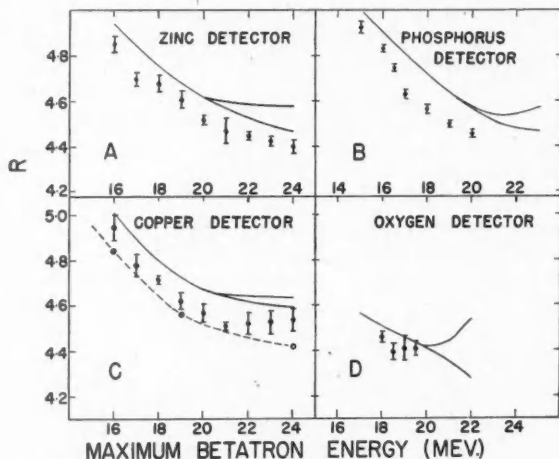 ZINC DETECTOR
PHOSPHORUS
DETECTOR
4·8
4·6
4·4
4·2
R
A
B
16 18 20 22 24
16 18 20 22
COPPER DETECTOR
OXYGEN DETECTOR
5·0
4·8
4·6
4·4
4·2
C
D
16 18 20 22 24
16 18 20 22 24
MAXIMUM BETATRON ENERGY (MEV.)